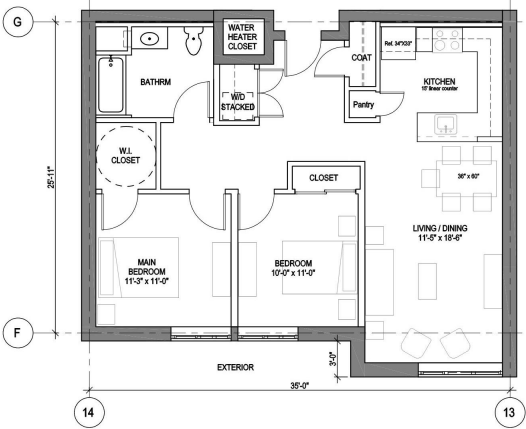 G
WATER
HEATER
CLOSET
COAT
Ref. 34"X33"
KITCHEN
15' linear counter
BATHRM
W/D
STACKED
Pantry
W.I.
CLOSET
36" x 60"
CLOSET
25'-11"
LIVING / DINING
11'-5" x 18'-6"
MAIN
BEDROOM
11'-3" x 11'-0"
BEDROOM
10'-0" x 11'-0"
F
EXTERIOR
3'-0"
35'-0"
14
13